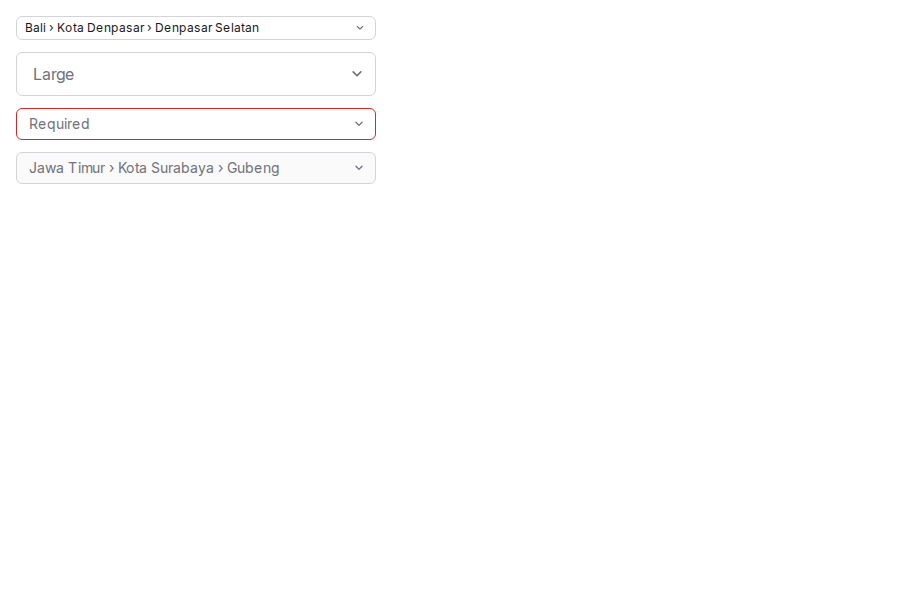 Bali › Kota Denpasar › Denpasar Selatan
Large
Required
Jawa Timur › Kota Surabaya › Gubeng